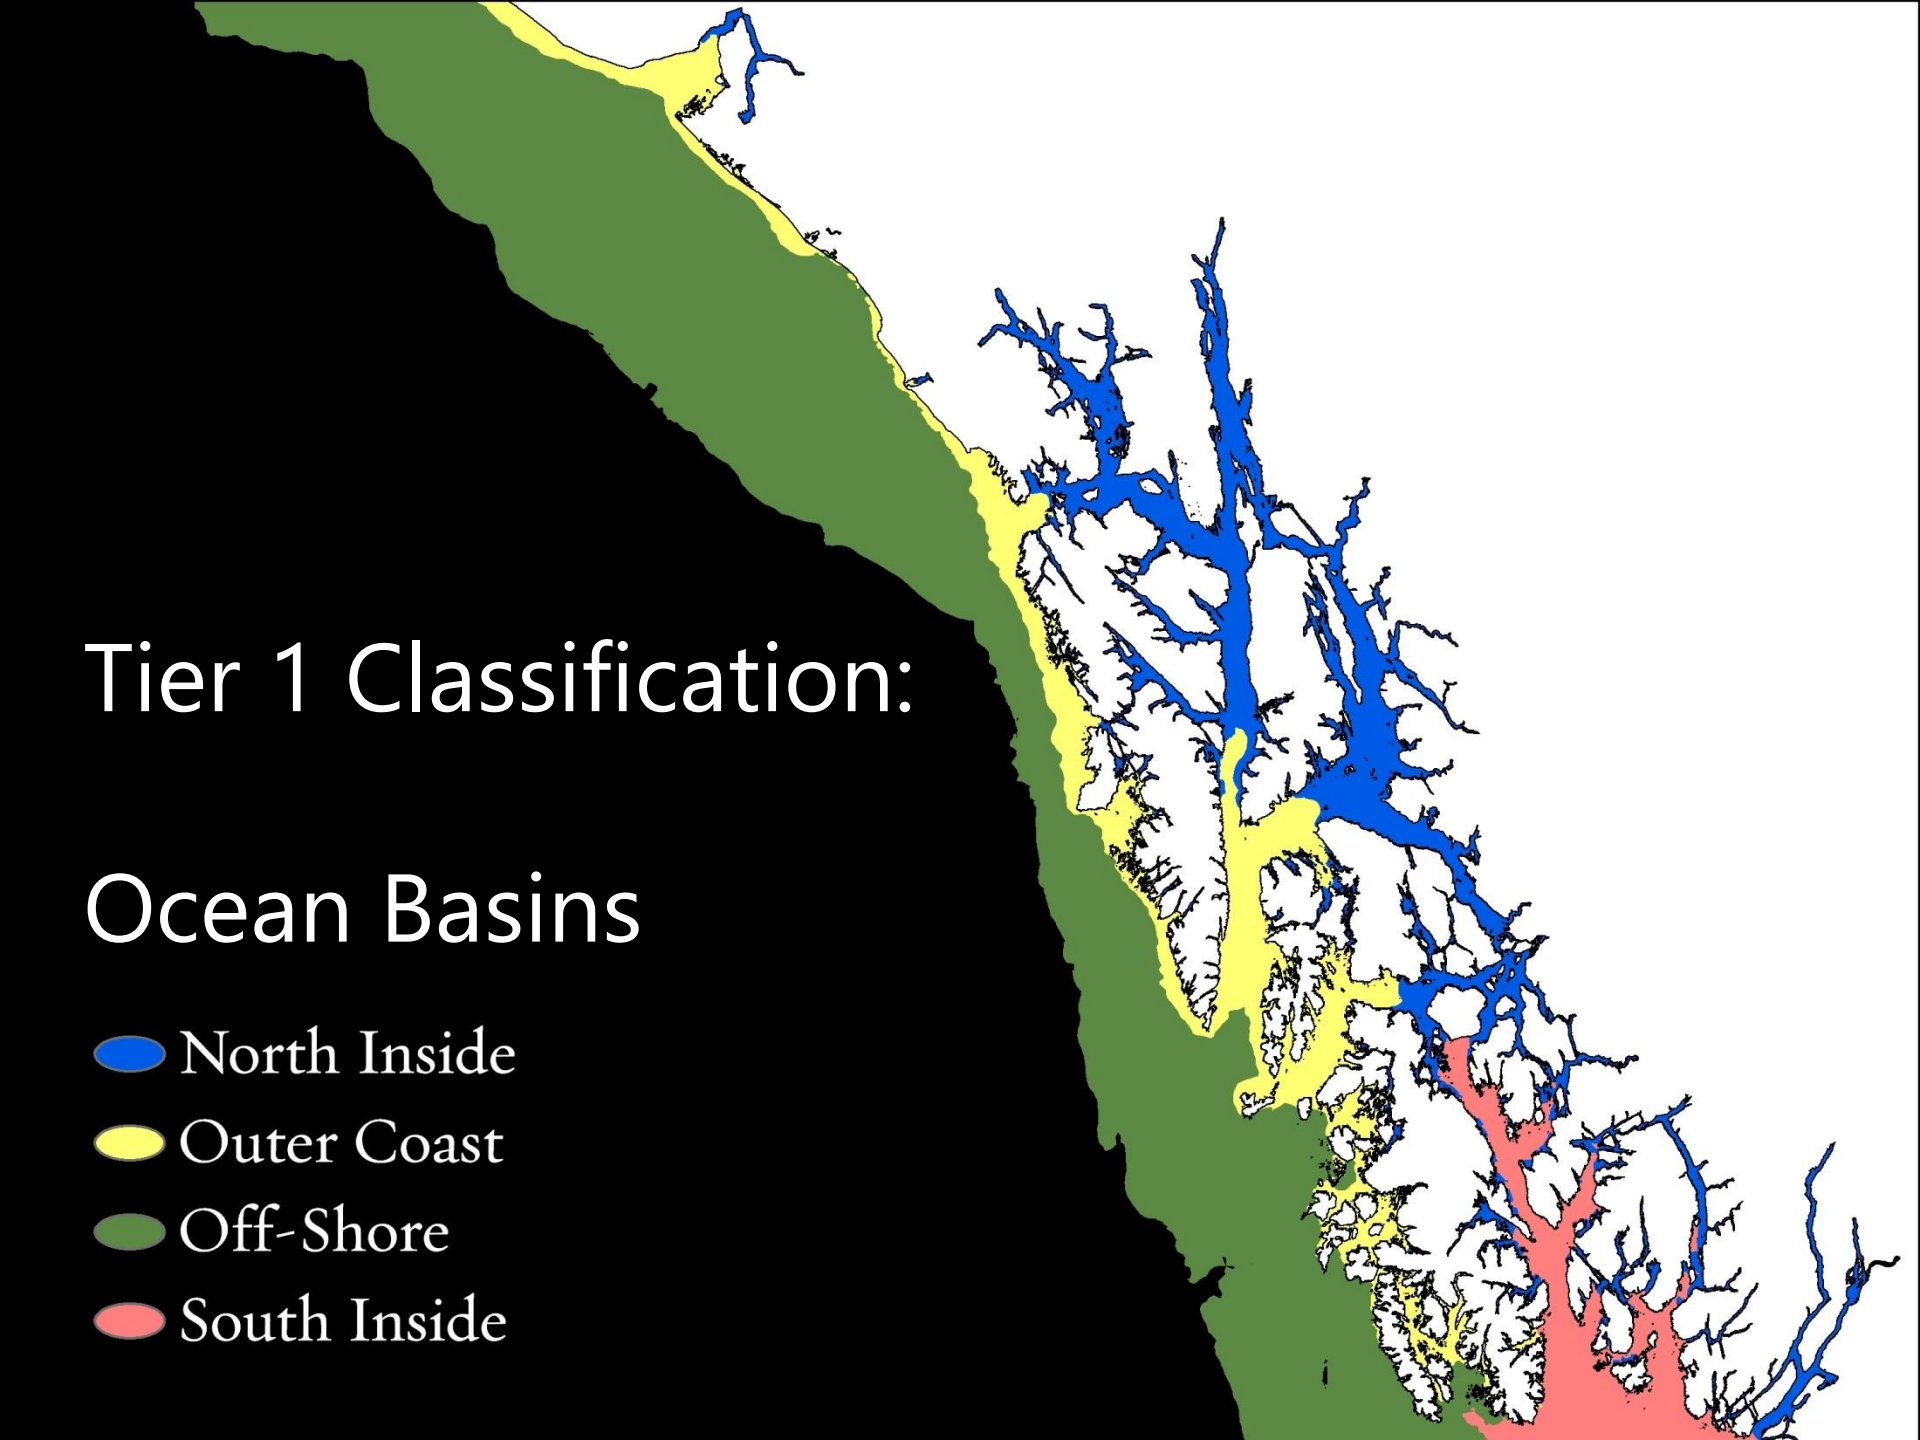 Tier 1 Classification:
Ocean Basins
North Inside
Outer Coast
Off-Shore
South Inside